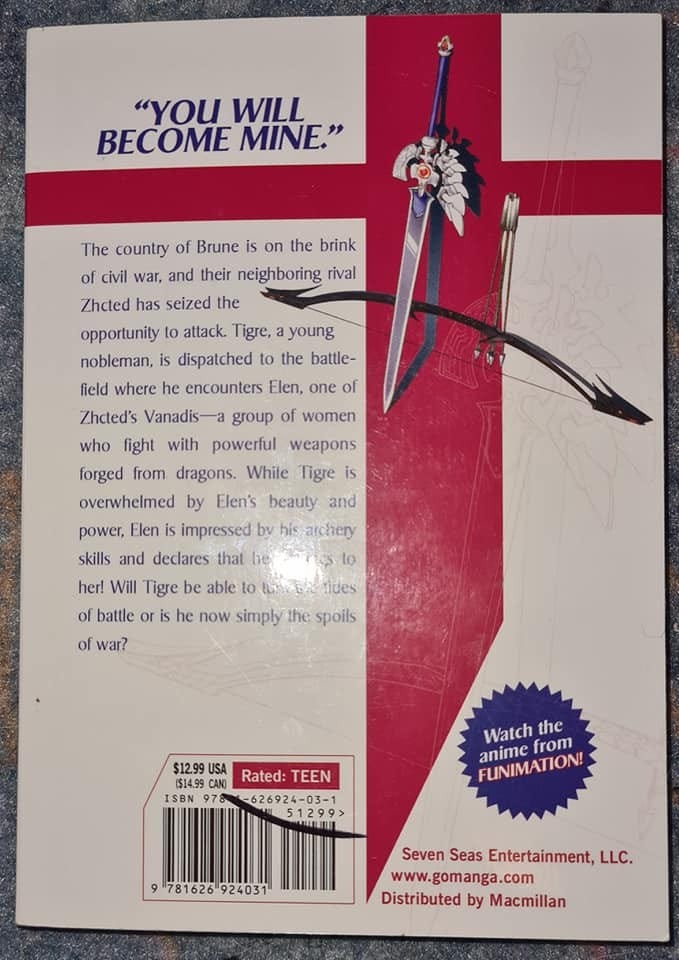 “YOU WILL
BECOME MINE.”
The country of Brune is on the brink
of civil war, and their neighboring rival
Zhcted has seized the
opportunity to attack. Tigre, a young
nobleman, is dispatched to the battle-
field where he encounters Elen, one of
Zhcted's Vanadis—a group of women
who fight with powerful weapons
forged from dragons. While Tigre is
overwhelmed by Elen's beauty and
power, Elen is impressed by his archery
skills and declares that he to
her! Will Tigre be able to turn the tides
of battle or is he now simply the spoils
of war?
Watch the
anime from
FUNIMATION!
$12.99 USA
($14.99 CAN)
Rated: TEEN
ISBN 978 -626924-03-1
51299>
9 781626 924031
Seven Seas Entertainment, LLC.
www.gomanga.com
Distributed by Macmillan